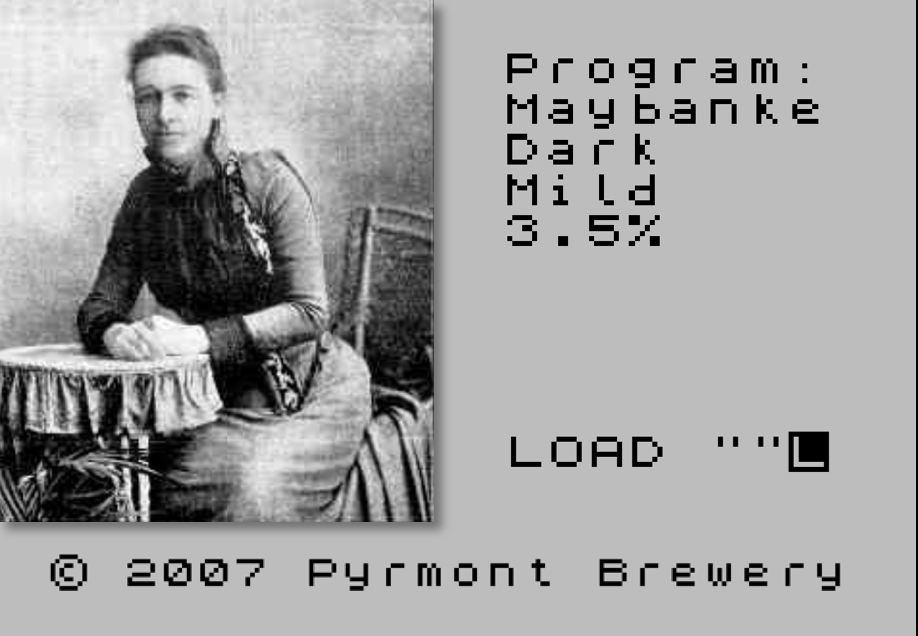 Program:
Maybanke
Dark
Mild
3.5%
LOAD ""L
© 2007 Pyrmont Brewery